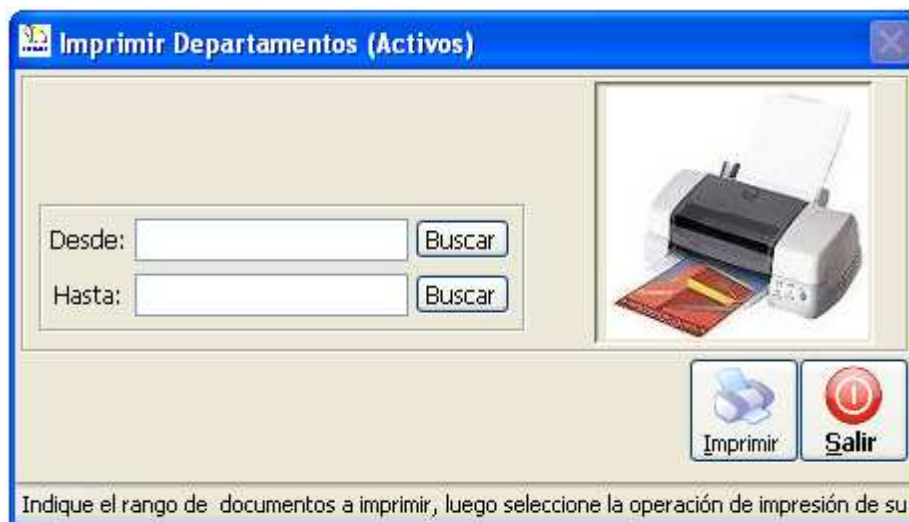 Imprimir Departamentos (Activos)
Desde:
Buscar
Hasta:
Buscar
Imprimir
Salir
Indique el rango de documentos a imprimir, luego seleccione la operación de impresión de su